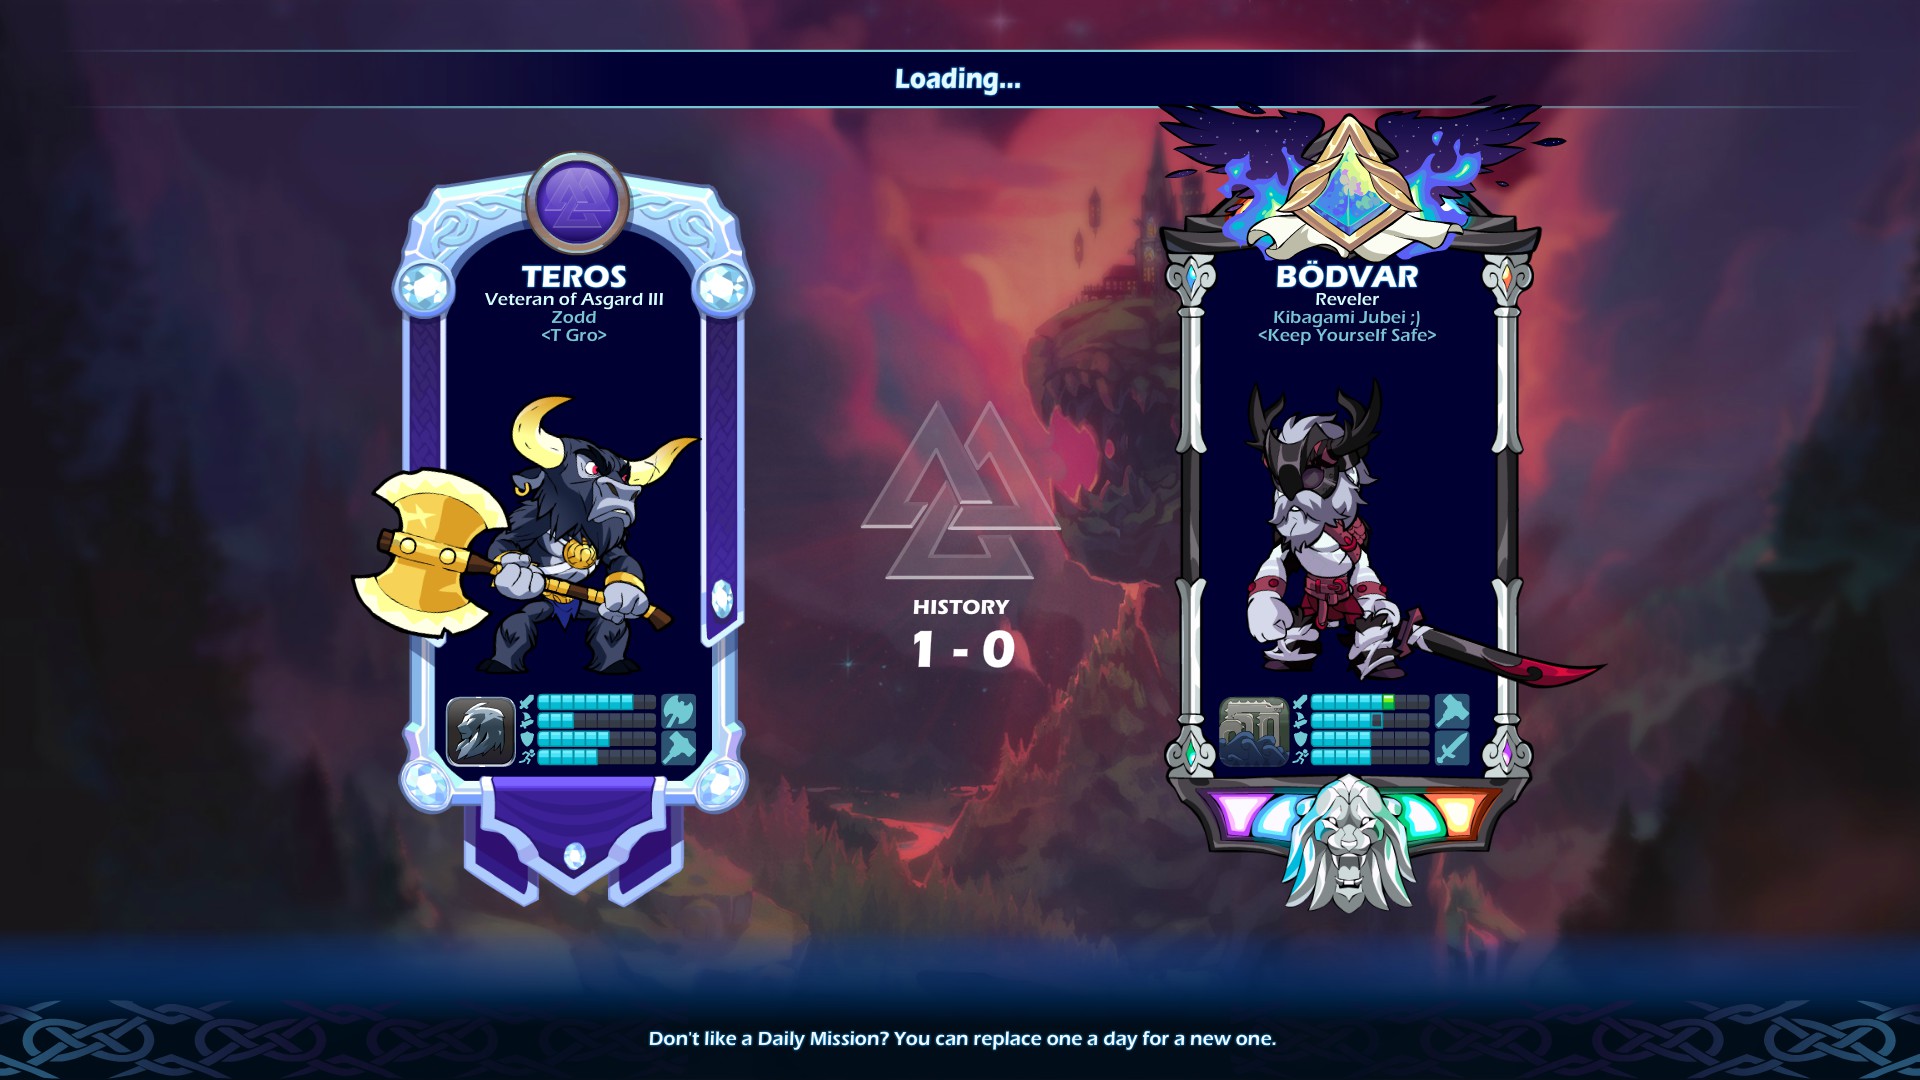 Loading...
TEROS
Veteran of Asgard III
Zodd
<T Gro>
BÖDVAR
Reveler
Kibagami Jubei ;)
<Keep Yourself Safe>
HISTORY
1 - 0
Don't like a Daily Mission? You can replace one a day for a new one.